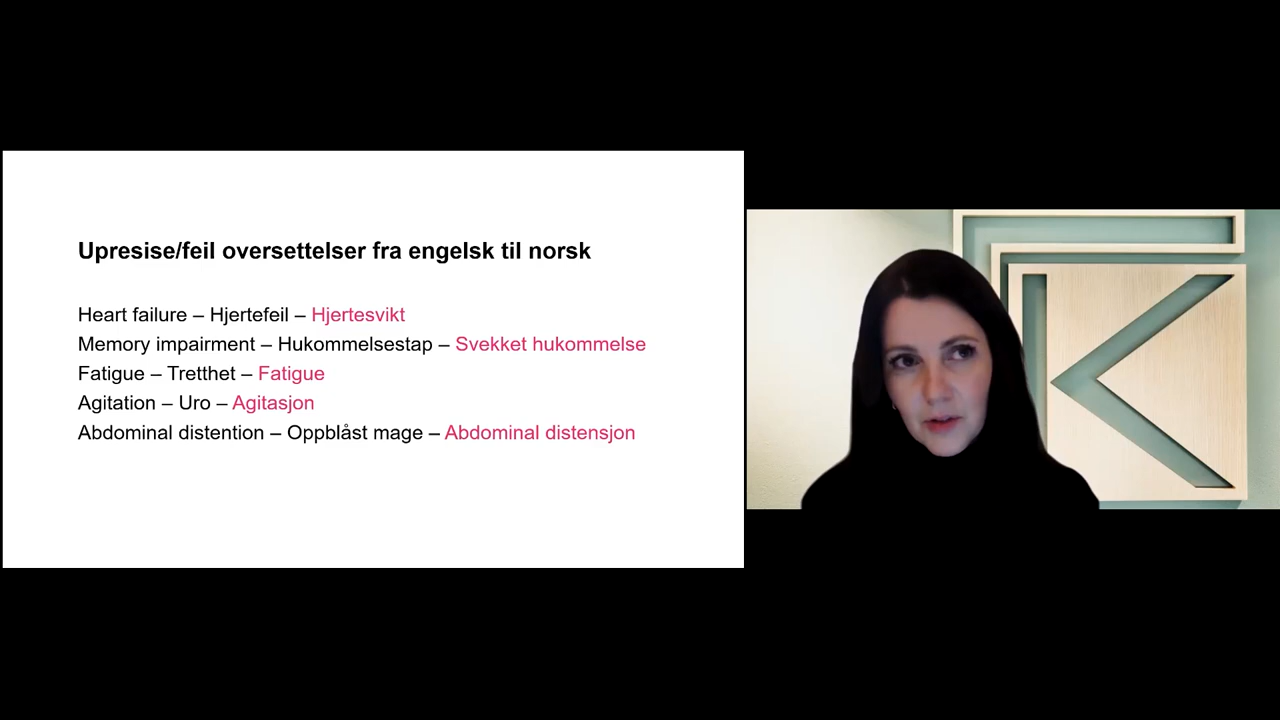 Upresise/feil oversettelser fra engelsk til norsk
Heart failure – Hjertefeil – Hjertesvikt
Memory impairment – Hukommelsestap – Svekket hukommelse
Fatigue – Tretthet – Fatigue
Agitation – Uro – Agitasjon
Abdominal distention – Oppblåst mage – Abdominal distensjon